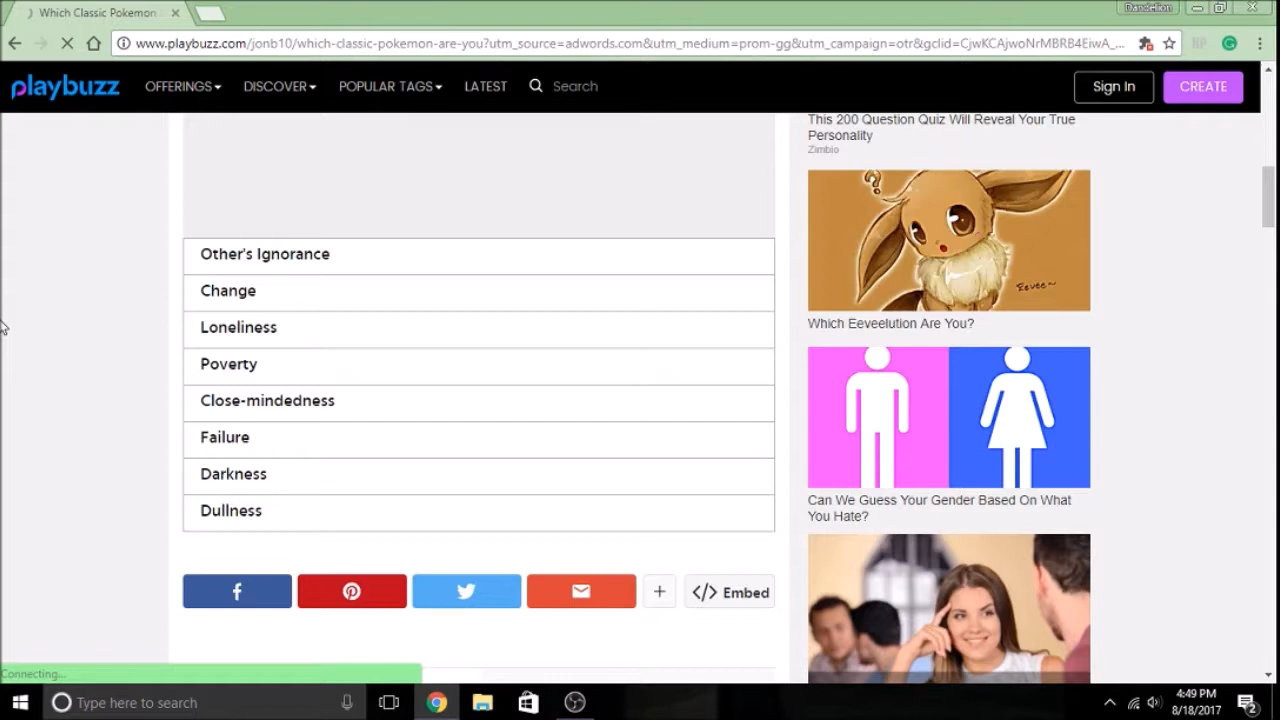 Which Classic Pokemon
Dandelion
www.playbuzz.com/jonb10/which-classic-pokemon-are-you?utm_source=adwords.com&utm_medium=prom-gg&utm_campaign=otr&gclid=CjwKCAjwoNrMBRB4EiwA_...
playbuzz
OFFERINGS
DISCOVER
POPULAR TAGS
LATEST
Search
Sign In
CREATE
This 200 Question Quiz Will Reveal Your True
Personality
Zimbio
Other's Ignorance
Change
Loneliness
Poverty
Close-mindedness
Failure
Darkness
Dullness
Eevee~
Which Eeveelution Are You?
Can We Guess Your Gender Based On What
You Hate?
</> Embed
Connecting...
Type here to search
4:49 PM
8/18/2017
2